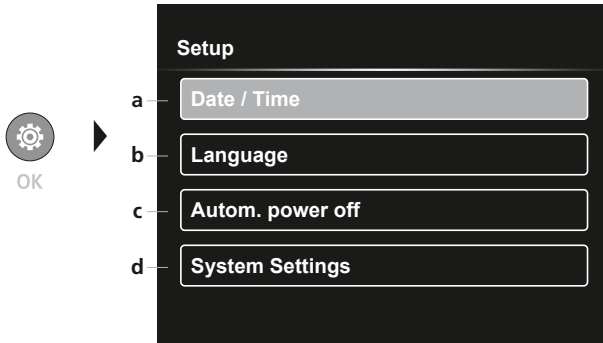 Setup
a Date / Time
b Language
OK
c Autom. power off
d System Settings